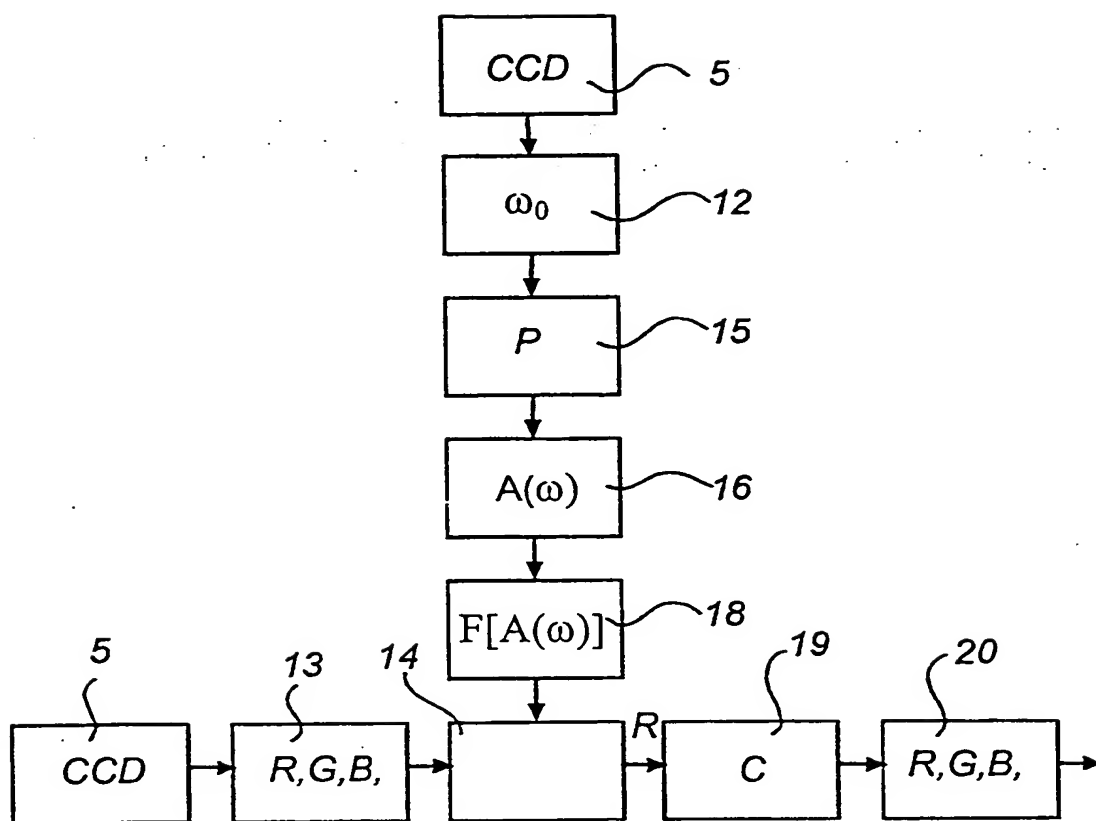 CCD
5
ω₀
12
P
15
A(ω)
16
F[A(ω)]
18
5
13
14
R
19
20
CCD
R,G,B,
C
R,G,B,